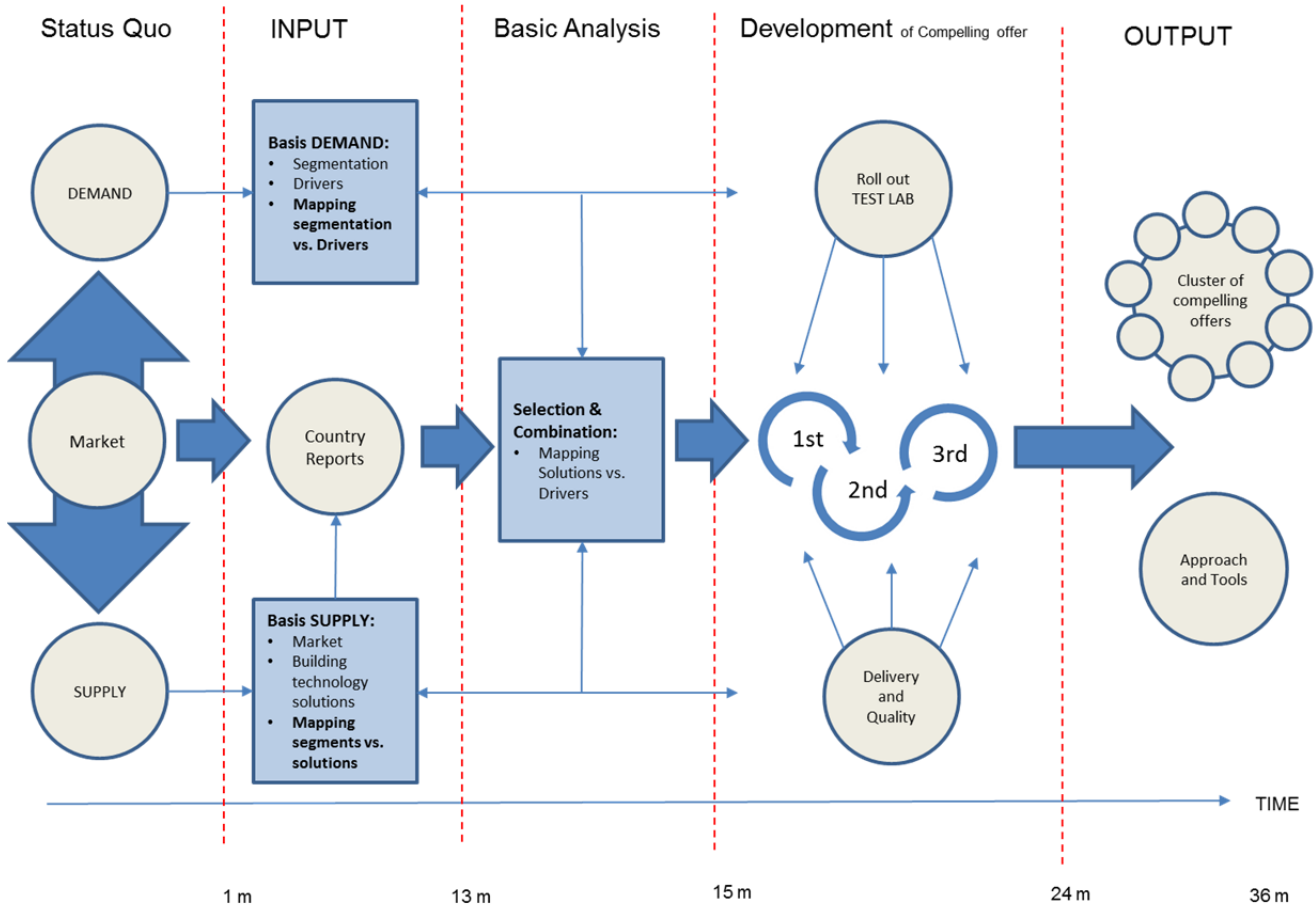 Status Quo
INPUT
Basic Analysis
Development of Compelling offer
OUTPUT
DEMAND
Basis DEMAND:
• Segmentation
• Drivers
• Mapping
segmentation
vs. Drivers
Roll out
TEST LAB
Cluster of
compelling
offers
Market
Country
Reports
Selection &
Combination:
• Mapping
Solutions vs.
Drivers
1st
2nd
3rd
Approach
and Tools
SUPPLY
Basis SUPPLY:
• Market
• Building
technology
solutions
• Mapping
segments vs.
solutions
Delivery
and
Quality
TIME
1 m
13 m
15 m
24 m
36 m